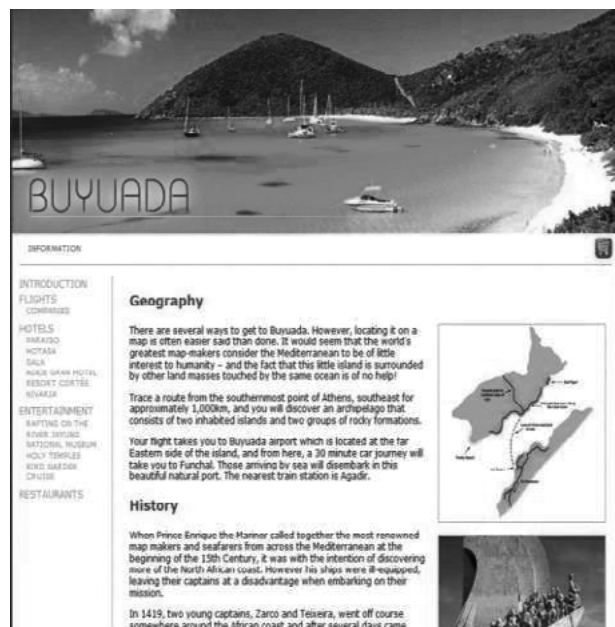 BUYUADA
INFORMATION
INTRODUCTION
FLIGHTS
COMPANIES
HOTELS
PARAISO
HOTASA
GALA
GRAN HOTEL
RESORT CORTÉE
NIVARIA
ENTERTAINMENT
RAFTING ON THE
RIVER
NATIONAL MUSEUM
HOLY TEMPLES
BIRD GARDEN
CRUISE
RESTAURANTS
Geography
There are several ways to get to Buyuada. However, locating it on a
map is often easier said than done. It would seem that the world's
greatest map-makers consider the Mediterranean to be of little
interest to humanity – and the fact that this little island is surrounded
by other land masses touched by the same ocean is of no help!
Trace a route from the southernmost point of Athens, southeast for
approximately 1,000km, and you will discover an archipelago that
consists of two inhabited islands and two groups of rocky formations.
Your flight takes you to Buyuada airport which is located at the far
Eastern side of the island, and from here, a 30 minute car journey will
take you to Funchal. Those arriving by sea will disembark in this
beautiful natural port. The nearest train station is Agadir.
History
When Prince Enrique the Mariner called together the most renowned
map makers and seafarers from across the Mediterranean at the
beginning of the 15th Century, it was with the intention of discovering
more of the North African coast. However his ships were ill-equipped,
leaving their captains at a disadvantage when embarking on their
mission.
In 1419, two young captains, Zarco and Teixeira, went off course
somewhere around the African coast and after several days came